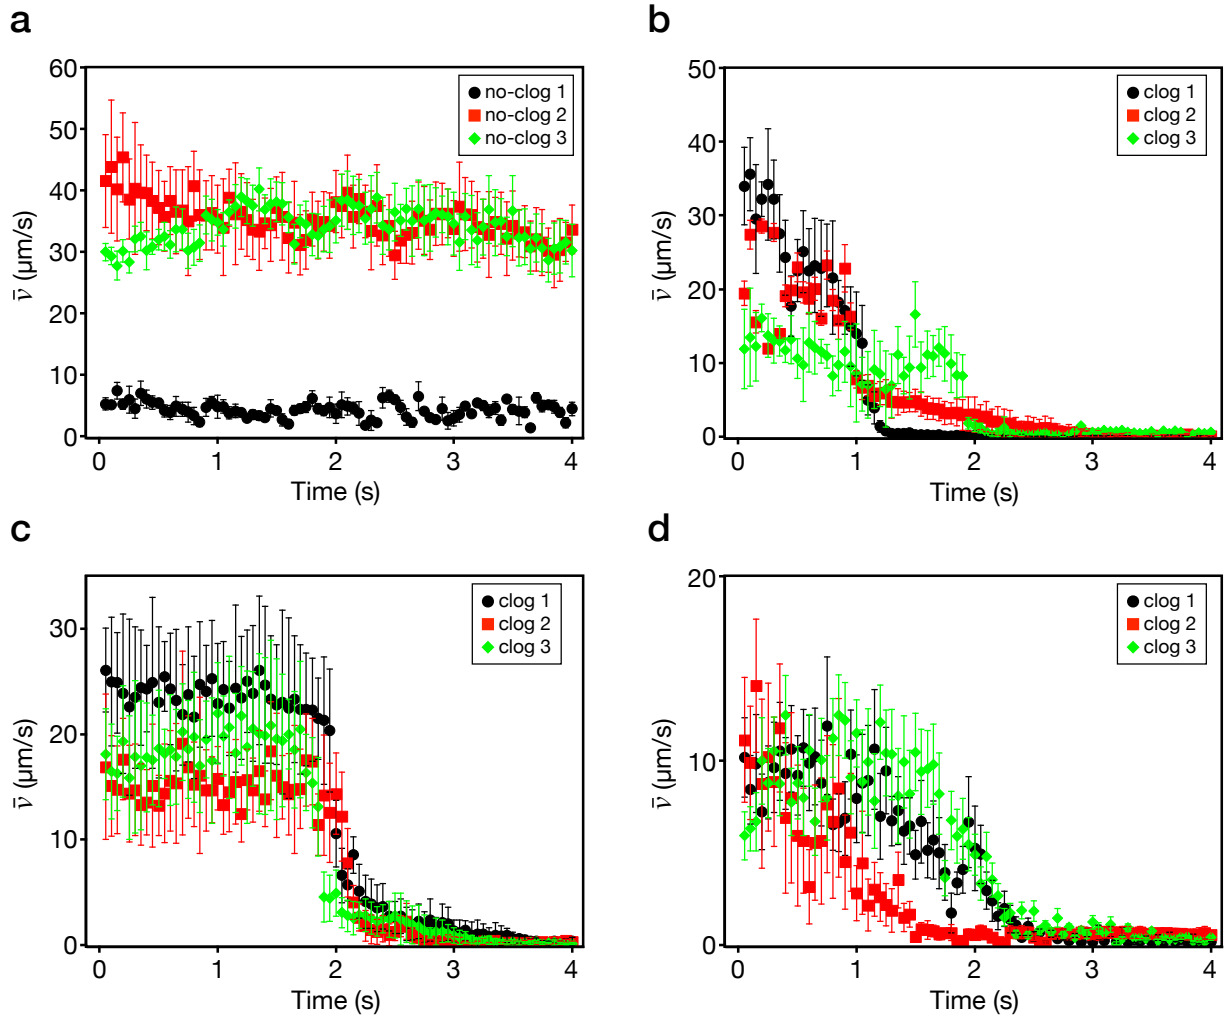 a
60
50
40
30
20
10
0
v̄ (μm/s)
no-clog 1
no-clog 2
no-clog 3
0 1 2 3 4
Time (s)
b
50
40
30
20
10
0
v̄ (μm/s)
clog 1
clog 2
clog 3
0 1 2 3 4
Time (s)
c
30
20
10
0
v̄ (μm/s)
clog 1
clog 2
clog 3
0 1 2 3 4
Time (s)
d
20
10
0
v̄ (μm/s)
clog 1
clog 2
clog 3
0 1 2 3 4
Time (s)